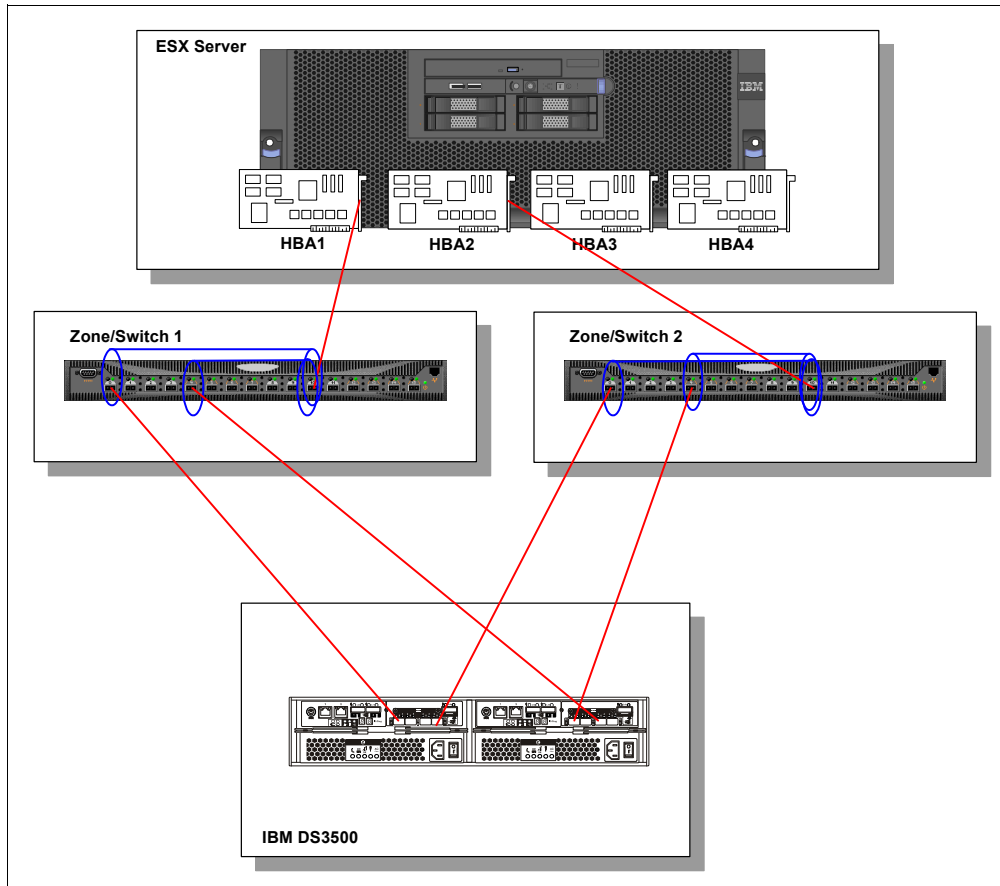 ESX Server
IBM
HBA1
HBA2
HBA3
HBA4
Zone/Switch 1
Zone/Switch 2
IBM DS3500